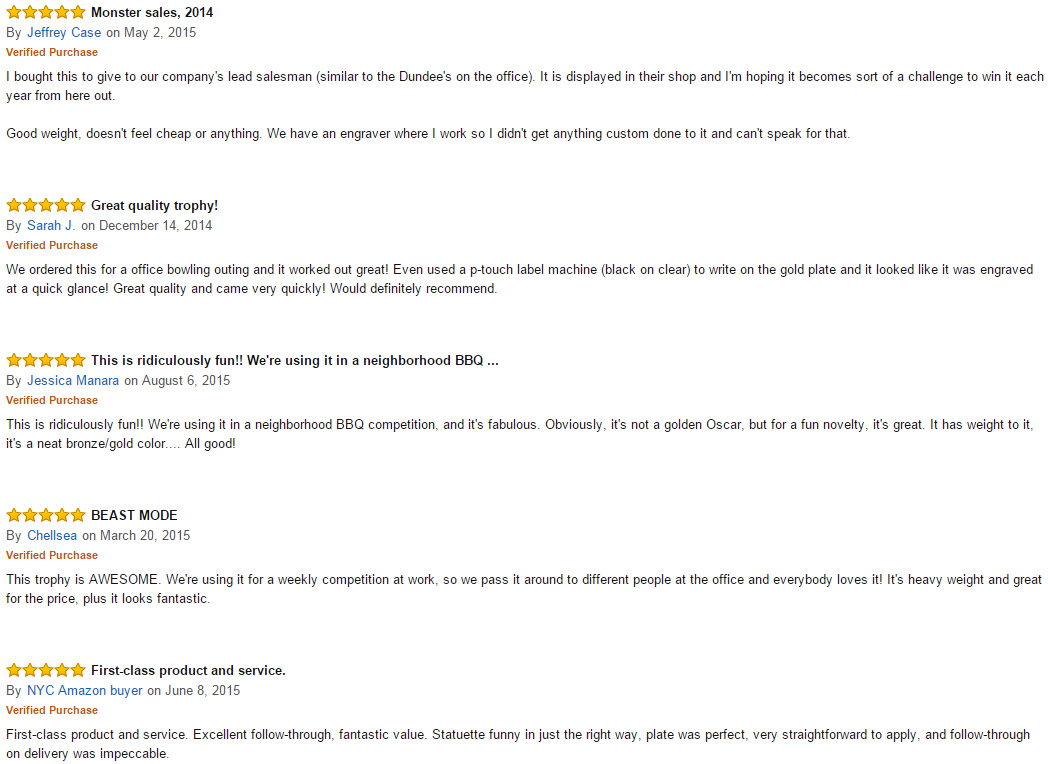 Monster sales, 2014
By Jeffrey Case on May 2, 2015
Verified Purchase
I bought this to give to our company's lead salesman (similar to the Dundee's on the office). It is displayed in their shop and I'm hoping it becomes sort of a challenge to win it each
year from here out.
Good weight, doesn't feel cheap or anything. We have an engraver where I work so I didn't get anything custom done to it and can't speak for that.
Great quality trophy!
By Sarah J. on December 14, 2014
Verified Purchase
We ordered this for a office bowling outing and it worked out great! Even used a p-touch label machine (black on clear) to write on the gold plate and it looked like it was engraved
at a quick glance! Great quality and came very quickly! Would definitely recommend.
This is ridiculously fun!! We're using it in a neighborhood BBQ ...
By Jessica Manara on August 6, 2015
Verified Purchase
This is ridiculously fun!! We're using it in a neighborhood BBQ competition, and it's fabulous. Obviously, it's not a golden Oscar, but for a fun novelty, it's great. It has weight to it,
it's a neat bronze/gold color.... All good!
BEAST MODE
By Chellsea on March 20, 2015
Verified Purchase
This trophy is AWESOME. We're using it for a weekly competition at work, so we pass it around to different people at the office and everybody loves it! It's heavy weight and great
for the price, plus it looks fantastic.
First-class product and service.
By NYC Amazon buyer on June 8, 2015
Verified Purchase
First-class product and service. Excellent follow-through, fantastic value. Statuette funny in just the right way, plate was perfect, very straightforward to apply, and follow-through
on delivery was impeccable.